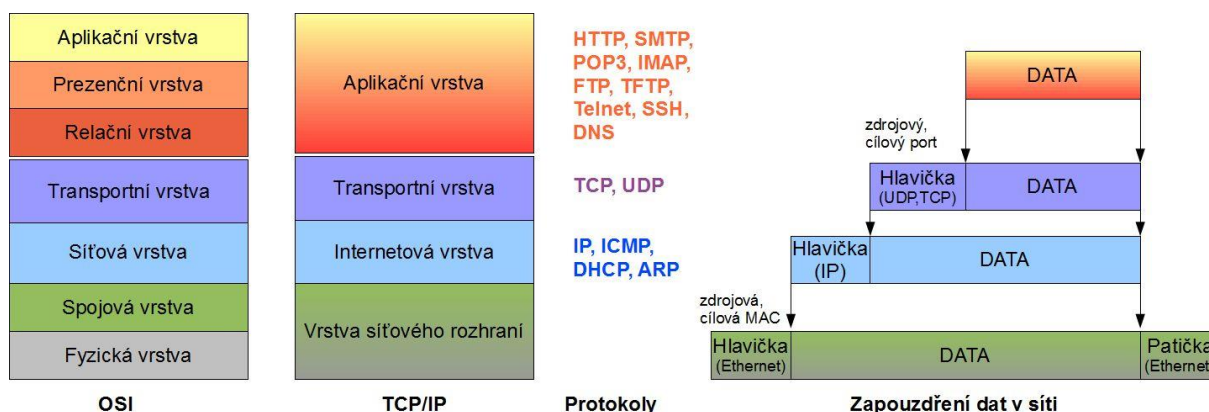 Aplikační vrstva
Prezenční vrstva
Relační vrstva
Transportní vrstva
Síťová vrstva
Spojová vrstva
Fyzická vrstva
OSI
Aplikační vrstva
Transportní vrstva
Internetová vrstva
Vrstva síťového rozhraní
TCP/IP
HTTP, SMTP,
POP3, IMAP,
FTP, TFTP,
Telnet, SSH,
DNS
TCP, UDP
IP, ICMP,
DHCP, ARP
Protokoly
DATA
zdrojový,
cílový port
Hlavička
(UDP,TCP)
DATA
Hlavička
(IP)
DATA
zdrojová,
cílová MAC
Hlavička
(Ethernet)
DATA
Patička
(Ethernet)
Zapouzdření dat v síti